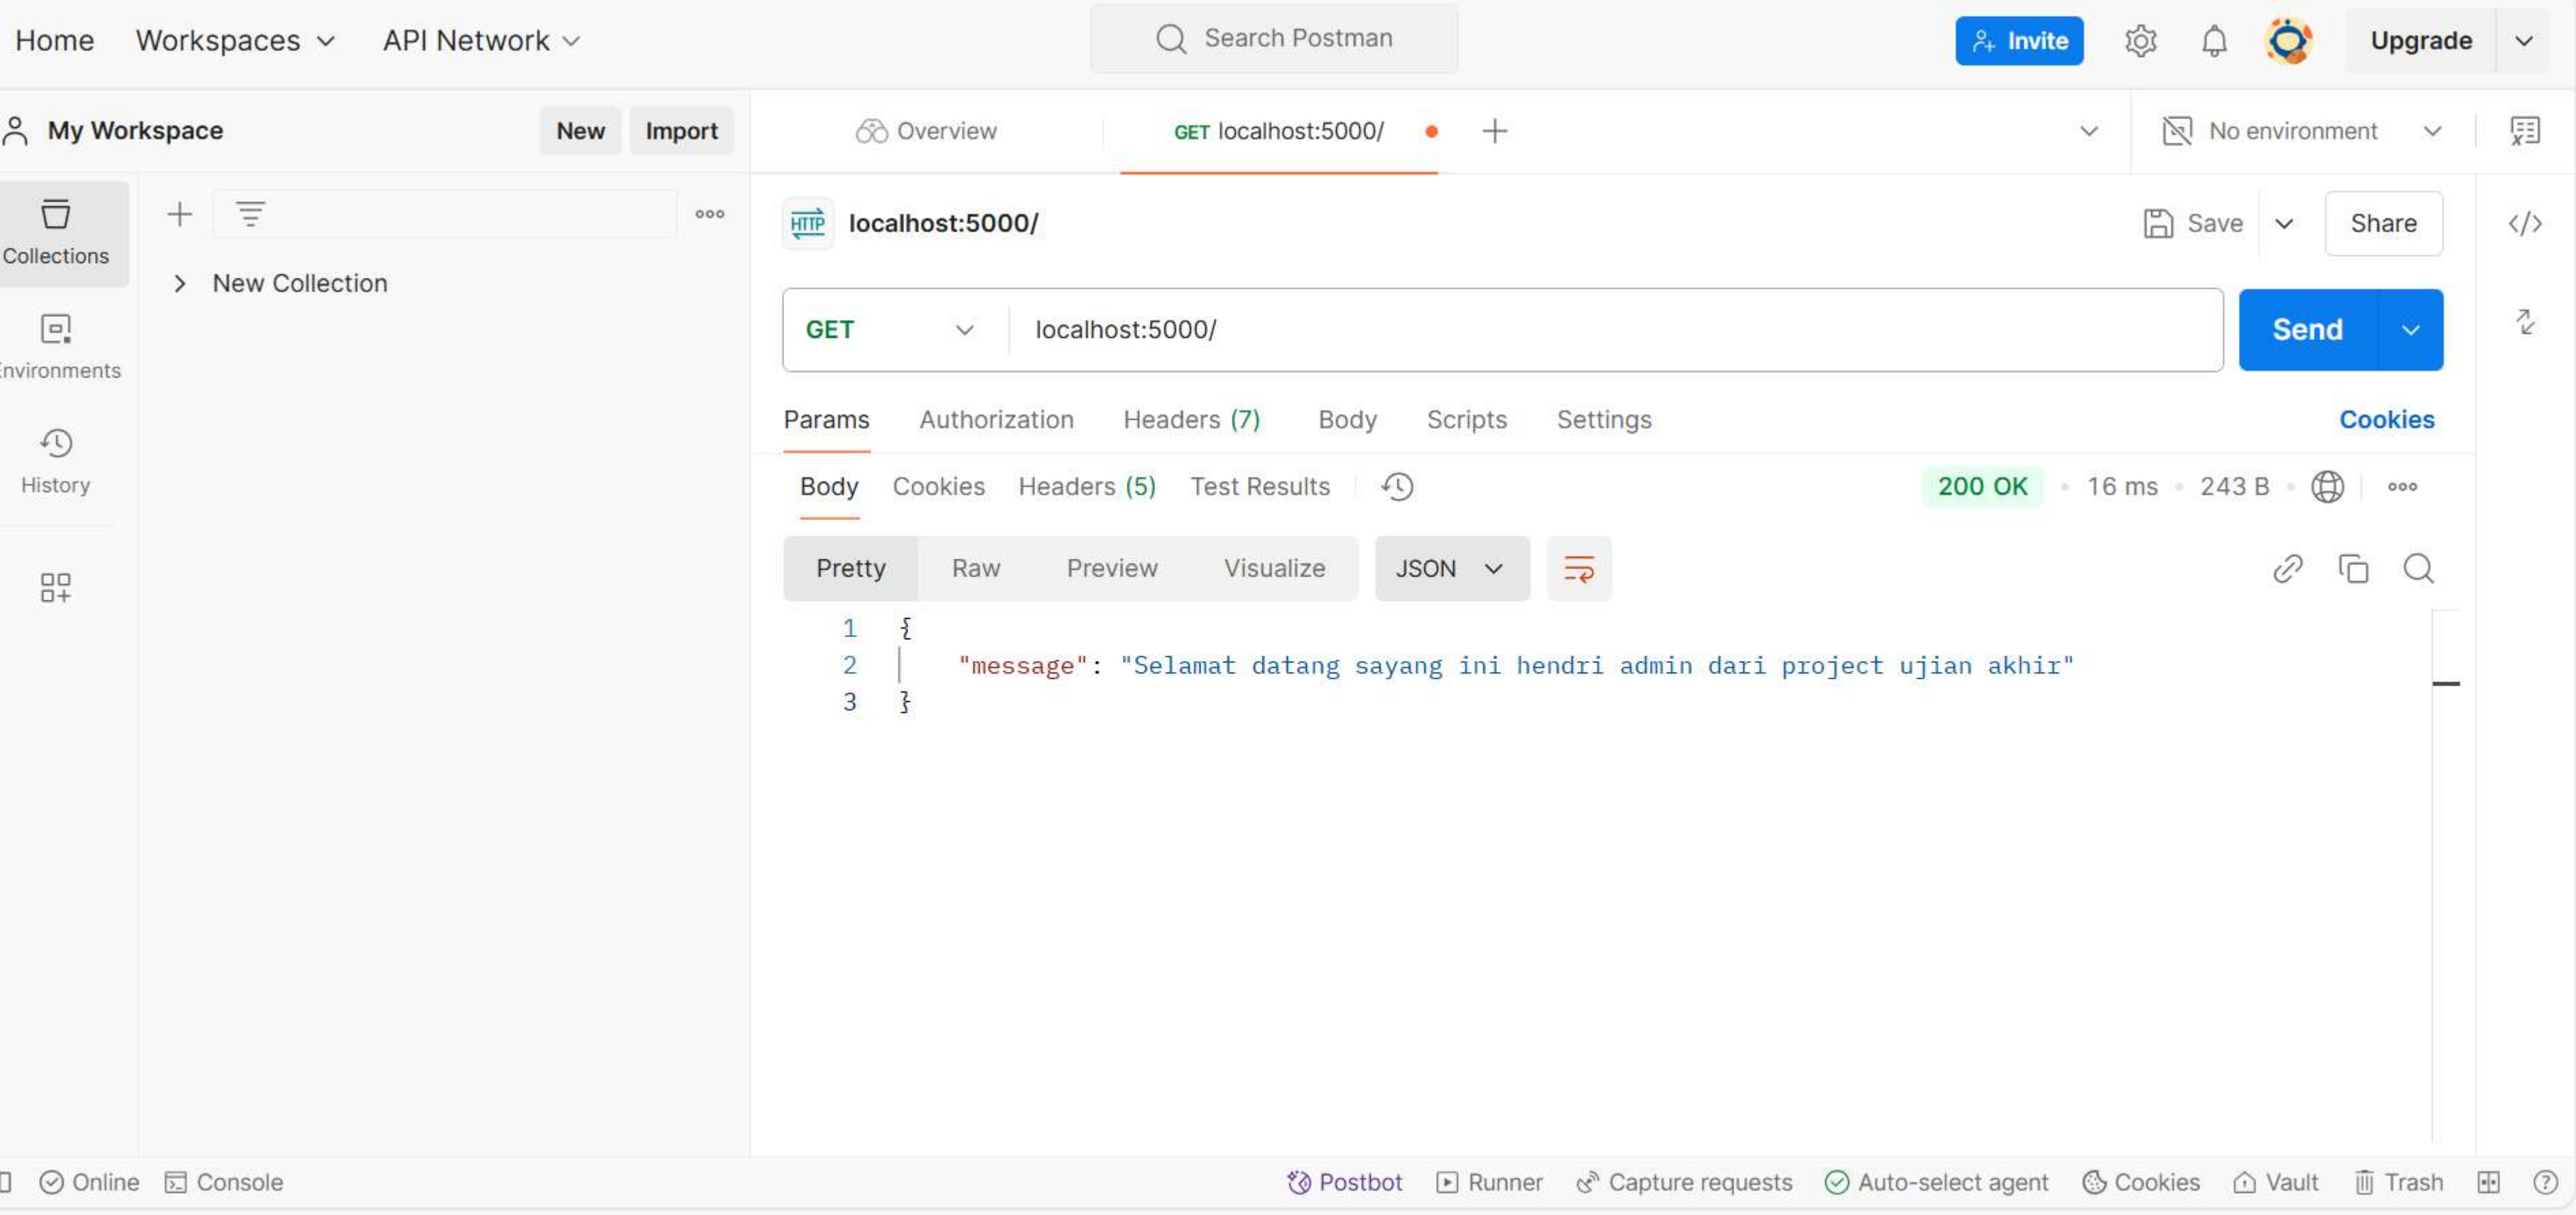 Home Workspaces API Network Search Postman Invite Upgrade
My Workspace New Import Overview GET localhost:5000/ No environment
Collections
New Collection
Environments
History
HTTP localhost:5000/ Save Share
GET localhost:5000/ Send
Params Authorization Headers (7) Body Scripts Settings Cookies
Body Cookies Headers (5) Test Results 200 OK 16 ms 243 B
Pretty Raw Preview Visualize JSON
1 {
2 "message": "Selamat datang sayang ini hendri admin dari project ujian akhir"
3 }
Online Console Postbot Runner Capture requests Auto-select agent Cookies Vault Trash